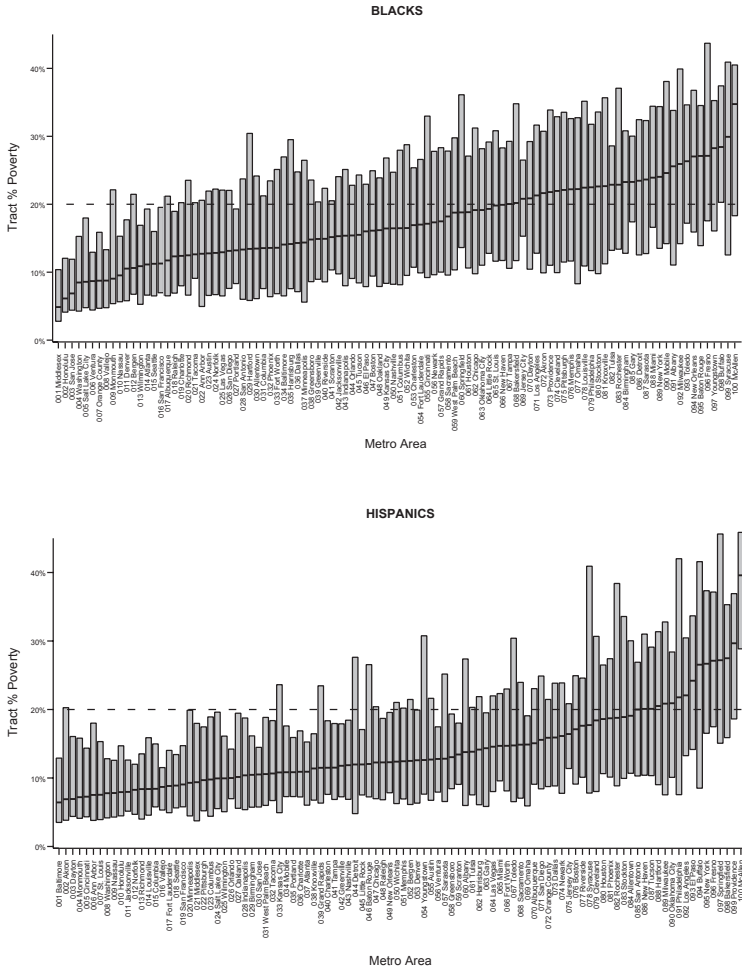 BLACKS
Tract % Poverty
40%
30%
20%
10%
0%
001 Middlesex
002 Honolulu
003 San Jose
004 Washington
005 Salt Lake City
006 Ventura
007 Orange County
008 Vallejo
009 Monmouth
010 Nassau
011 Denver
012 Bergen
013 Wilmington
014 Atlanta
015 Seattle
016 San Francisco
017 Albuquerque
018 Raleigh
019 Charlotte
020 Richmond
021 Tacoma
022 Ann Arbor
023 Austin
024 Norfolk
025 Las Vegas
026 San Diego
027 Portland
028 San Antonio
029 Hartford
030 Allentown
031 Columbia
032 Phoenix
033 Fort Worth
034 Baltimore
035 Harrisburg
036 Dallas
037 Minneapolis
038 Greensboro
039 Greenville
040 Riverside
041 Scranton
042 Jacksonville
043 Indianapolis
044 Orlando
045 Tucson
046 El Paso
047 Boston
048 Oakland
049 Kansas City
050 Nashville
051 Columbus
052 Wichita
053 Charleston
054 Fort Lauderdale
055 Cincinnati
056 Newark
057 Grand Rapids
058 Sacramento
059 West Palm Beach
060 Springfield
061 Houston
062 Chicago
063 Oklahoma City
064 Little Rock
065 St. Louis
066 New Haven
067 Tampa
068 Bakersfield
069 Jersey City
070 Dayton
071 Los Angeles
072 Akron
073 Providence
074 Cleveland
075 Pittsburgh
076 Memphis
077 Omaha
078 Louisville
079 Philadelphia
080 Stockton
081 Knoxville
082 Tulsa
083 Rochester
084 Birmingham
085 Gary
086 Detroit
087 Sarasota
088 Miami
089 New York
090 Mobile
091 Albany
092 Milwaukee
093 Toledo
094 New Orleans
095 Baton Rouge
096 Fresno
097 Youngstown
098 Buffalo
099 Syracuse
100 McAllen
Metro Area
HISPANICS
Tract % Poverty
40%
30%
20%
10%
0%
001 Baltimore
002 Akron
003 Dayton
004 Monmouth
005 Cincinnati
006 Ann Arbor
007 St. Louis
008 Washington
009 Nassau
010 Honolulu
011 Jacksonville
012 Norfolk
013 Richmond
014 Louisville
015 Columbia
016 Vallejo
017 Fort Lauderdale
018 Seattle
019 San Francisco
020 Minneapolis
021 Middlesex
022 Pittsburgh
023 Columbus
024 Salt Lake City
025 Wilmington
026 Orlando
027 Oakland
028 Indianapolis
029 Birmingham
030 San Jose
031 West Palm Beach
032 Tacoma
033 Kansas City
034 Mobile
035 Portland
036 Charlotte
037 Atlanta
038 Knoxville
039 Grand Rapids
040 Charleston
041 Tampa
042 Greenville
043 Nashville
044 Detroit
045 Little Rock
046 Baton Rouge
047 Chicago
048 Raleigh
049 New Orleans
050 Wichita
051 Memphis
052 Bergen
053 Denver
054 Youngstown
055 Austin
056 Ventura
057 Sarasota
058 Greensboro
059 Scranton
060 Albany
061 Tulsa
062 Harrisburg
063 Gary
064 Las Vegas
065 Miami
066 Fort Worth
067 Toledo
068 Sacramento
069 Omaha
070 Albuquerque
071 San Diego
072 Orange County
073 Dallas
074 Newark
075 Jersey City
076 Boston
077 Riverside
078 Syracuse
079 Cleveland
080 Houston
081 Phoenix
082 Rochester
083 Stockton
084 Allentown
085 San Antonio
086 New Haven
087 Tucson
088 Hartford
089 Milwaukee
090 Oklahoma City
091 Philadelphia
092 Los Angeles
093 El Paso
094 Buffalo
095 New York
096 Fresno
097 Springfield
098 Bakersfield
099 Providence
100 McAllen
Metro Area